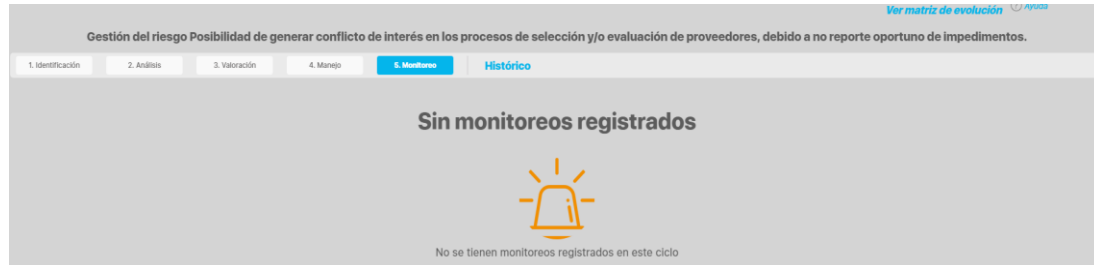 Ver matriz de evolución ? Ayuda
Gestión del riesgo Posibilidad de generar conflicto de interés en los procesos de selección y/o evaluación de proveedores, debido a no reporte oportuno de impedimentos.
1. Identificación 2. Análisis 3. Valoración 4. Manejo 5. Monitoreo Histórico
Sin monitoreos registrados
No se tienen monitoreos registrados en este ciclo